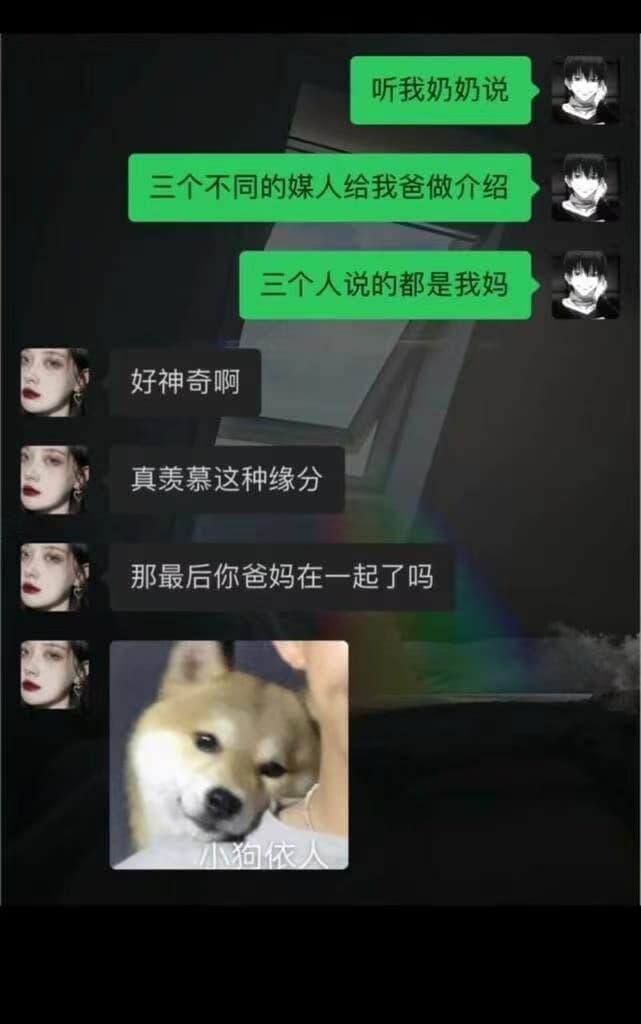 听我奶奶说
三个不同的媒人给我爸做介绍
三个人说的都是我妈
好神奇啊
真羡慕这种缘分
那最后你爸妈在一起了吗
小狗依人